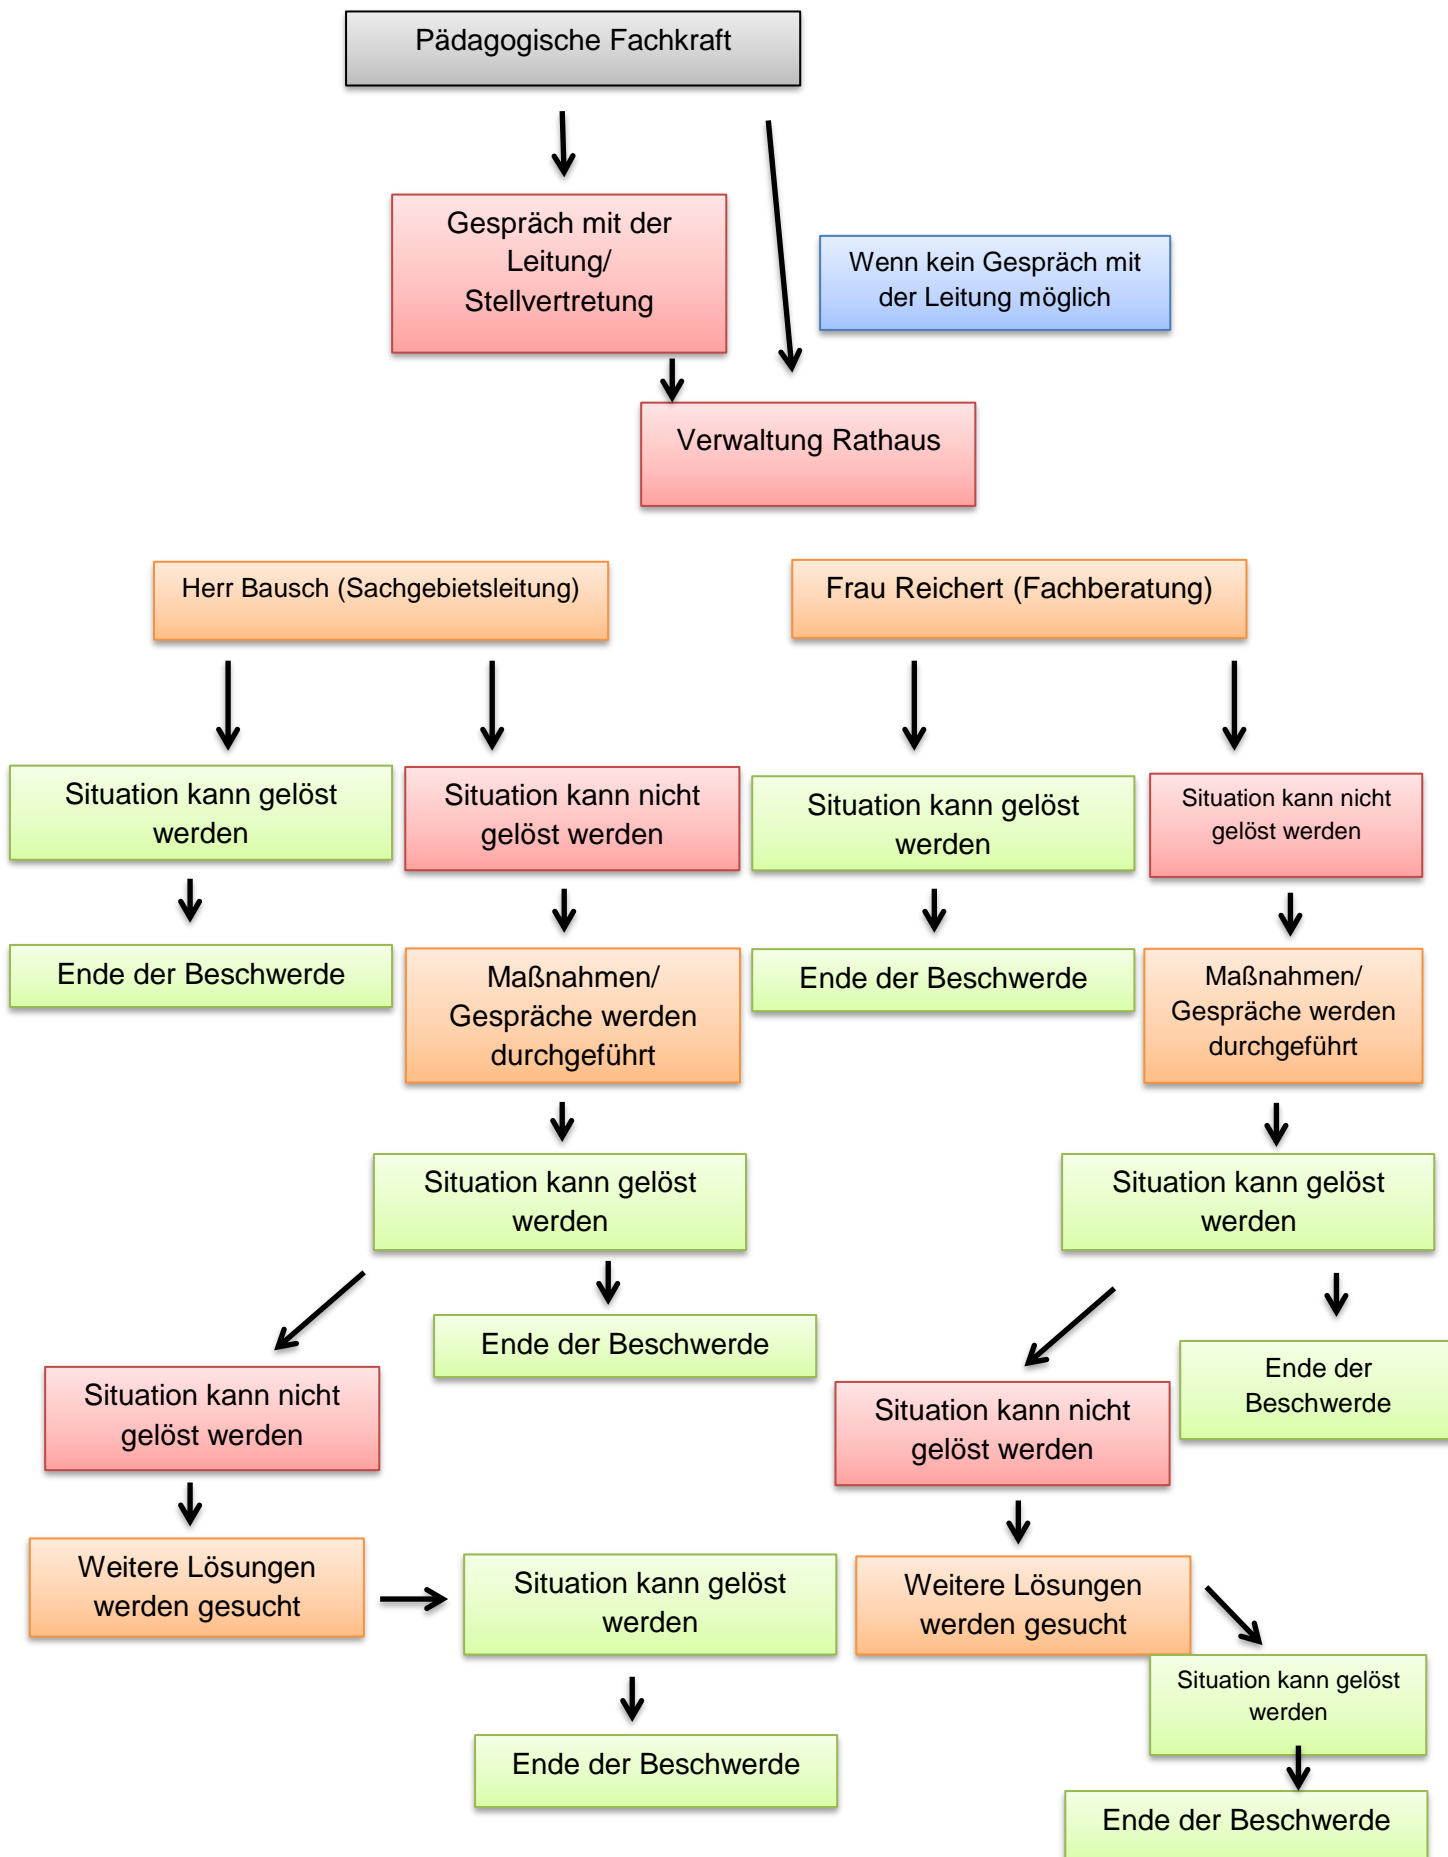 Pädagogische Fachkraft
Gespräch mit der
Leitung/
Stellvertretung
Wenn kein Gespräch mit
der Leitung möglich
Verwaltung Rathaus
Herr Bausch (Sachgebietsleitung)
Frau Reichert (Fachberatung)
Situation kann gelöst
werden
Situation kann nicht
gelöst werden
Situation kann gelöst
werden
Situation kann nicht
gelöst werden
Ende der Beschwerde
Maßnahmen/
Gespräche werden
durchgeführt
Ende der Beschwerde
Maßnahmen/
Gespräche werden
durchgeführt
Situation kann gelöst
werden
Situation kann gelöst
werden
Ende der Beschwerde
Ende der
Beschwerde
Situation kann nicht
gelöst werden
Situation kann nicht
gelöst werden
Weitere Lösungen
werden gesucht
Situation kann gelöst
werden
Weitere Lösungen
werden gesucht
Situation kann gelöst
werden
Ende der Beschwerde
Ende der Beschwerde